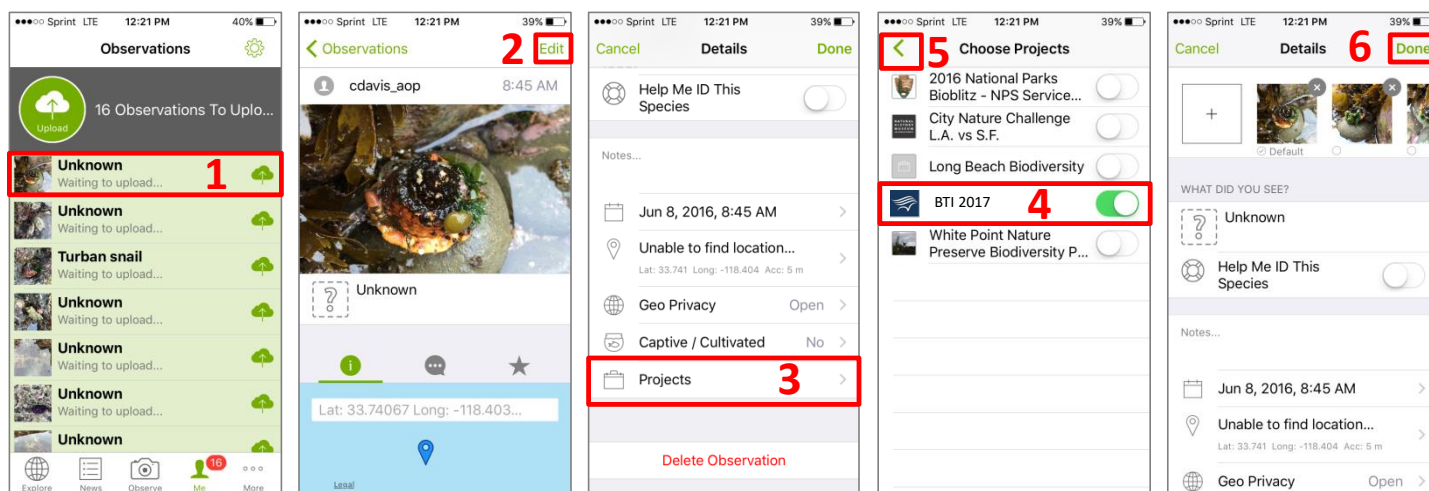 ●●●○○ Sprint LTE 12:21 PM 40%
Observations
Upload
16 Observations To Uplo...
Unknown
Waiting to upload...
1
Unknown
Waiting to upload...
Turban snail
Waiting to upload...
Unknown
Waiting to upload...
Unknown
Waiting to upload...
Unknown
Waiting to upload...
Unknown
16
Explore News Observe Me More
●●●○○ Sprint LTE 12:21 PM 39%
Observations 2 Edit
cdavis_aop 8:45 AM
Unknown
Lat: 33.74067 Long: -118.403...
Legal
●●●○○ Sprint LTE 12:21 PM 39%
Cancel Details Done
Help Me ID This
Species
Notes...
Jun 8, 2016, 8:45 AM
Unable to find location...
Lat: 33.741 Long: -118.404 Acc: 5 m
Geo Privacy Open
Captive / Cultivated No
Projects 3
Delete Observation
●●●○○ Sprint LTE 12:21 PM 39%
5 Choose Projects
2016 National Parks
Bioblitz - NPS Service...
City Nature Challenge
L.A. vs S.F.
Long Beach Biodiversity
BTI 2017 4
White Point Nature
Preserve Biodiversity P...
●●●○○ Sprint LTE 12:21 PM 39%
Cancel Details 6 Done
Default
WHAT DID YOU SEE?
Unknown
Help Me ID This
Species
Notes...
Jun 8, 2016, 8:45 AM
Unable to find location...
Lat: 33.741 Long: -118.404 Acc: 5 m
Geo Privacy Open